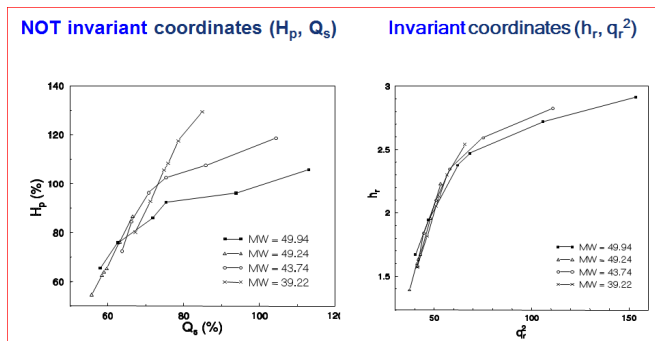 NOT invariant coordinates (Hp, Qs)
Invariant coordinates (hr, qr²)
140
120
100
80
60
Hp (%)
MW = 49.94
MW = 49.24
MW = 43.74
MW = 39.22
60
80
100
12
Qs (%)
3
2.5
2
1.5
hr
MW = 49.94
MW = 49.24
MW = 43.74
MW = 39.22
50
100
150
qr²